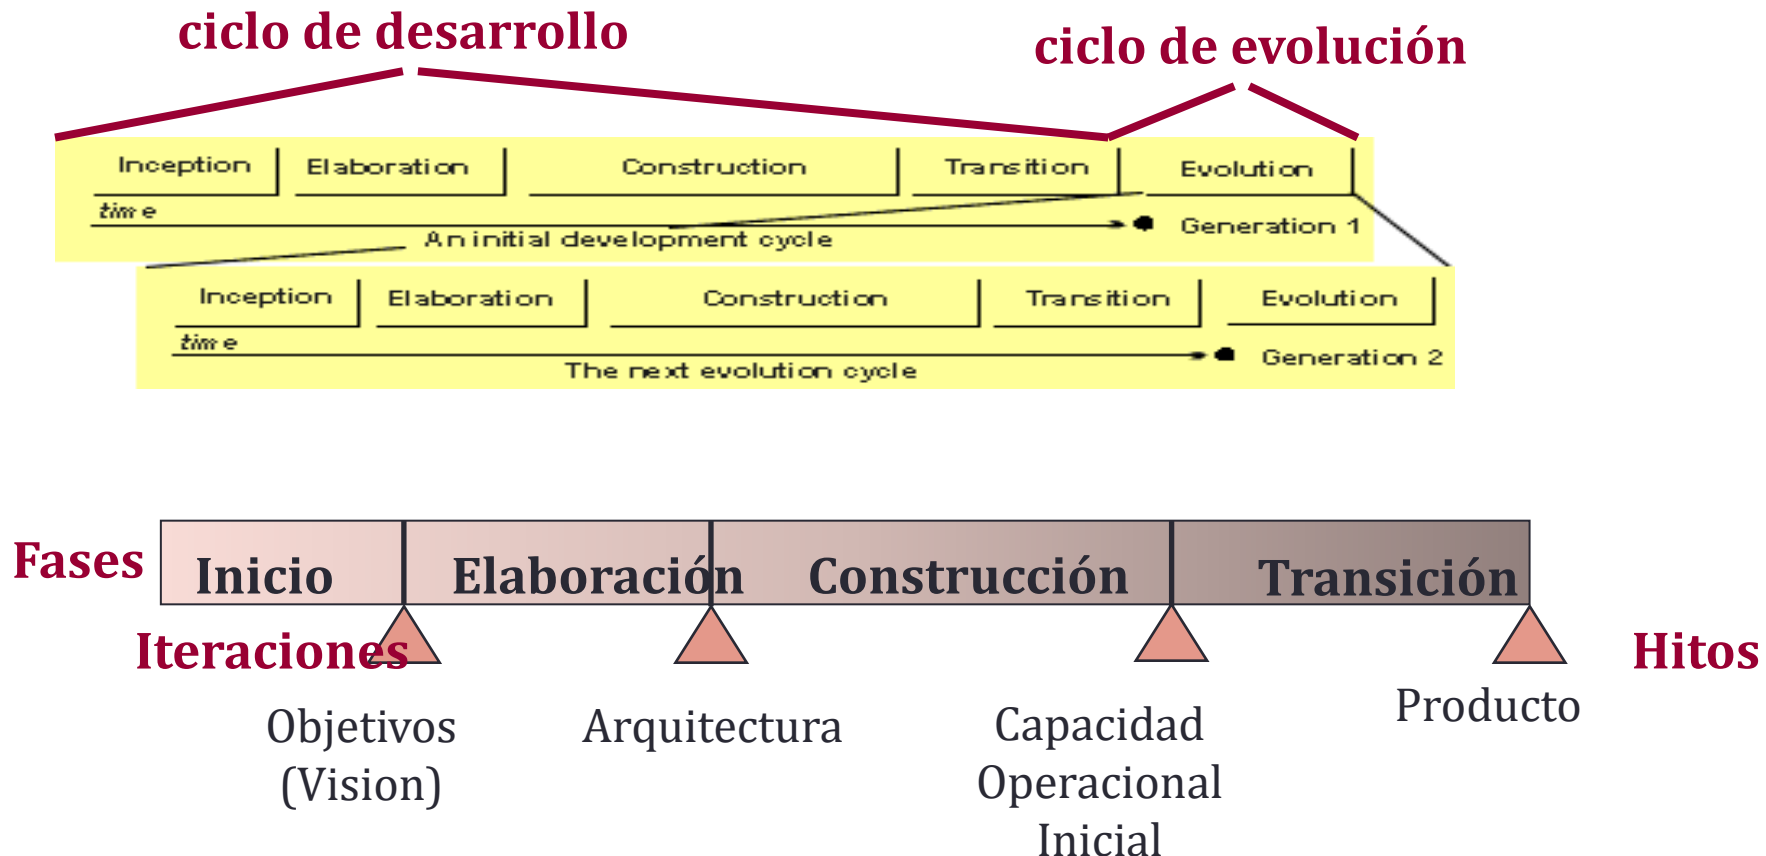 ciclo de desarrollo
ciclo de evolución
Inception Elaboration Construction Transition Evolution
time
An initial development cycle
Generation 1
Inception Elaboration Construction Transition Evolution
time
The next evolution cycle
Generation 2
Fases
Inicio Elaboración Construcción Transición
Iteraciones
Hitos
Objetivos
(Vision)
Arquitectura
Capacidad
Operacional
Inicial
Producto